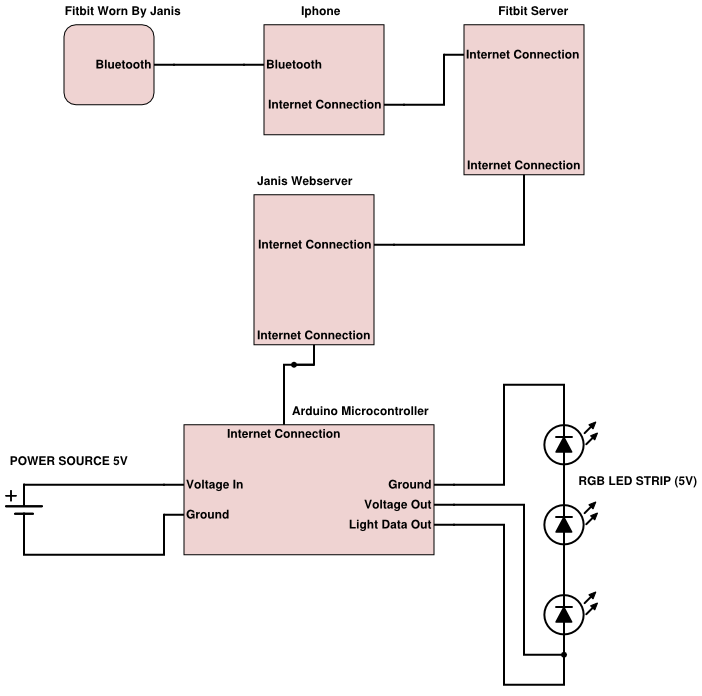 Fitbit Worn By Janis
Iphone
Fitbit Server
Bluetooth
Bluetooth
Internet Connection
Internet Connection
Internet Connection
Janis Webserver
Internet Connection
Internet Connection
Arduino Microcontroller
Internet Connection
POWER SOURCE 5V
+
Voltage In
Ground
Ground
Voltage Out
Light Data Out
RGB LED STRIP (5V)